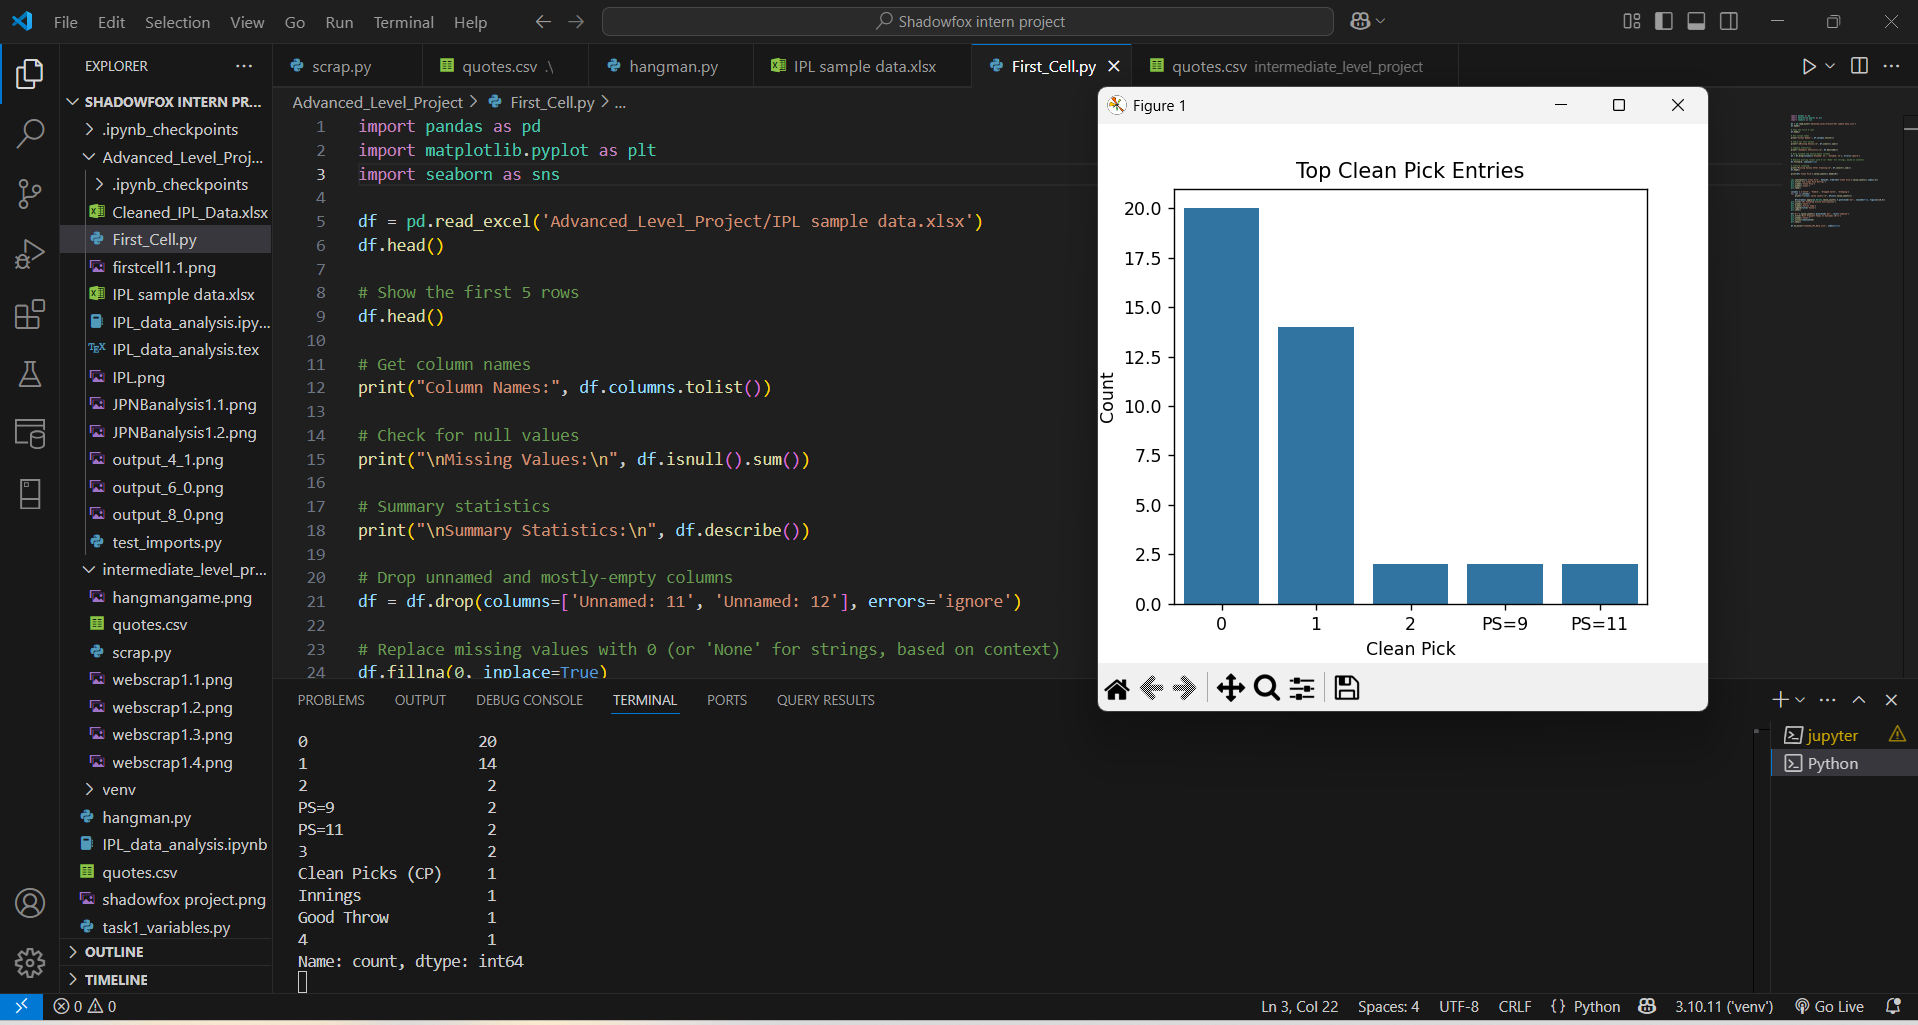 File Edit Selection View Go Run Terminal Help
Shadowfox intern project
EXPLORER
SHADOWFOX INTERN PR...
.ipynb_checkpoints
Advanced_Level_Proj...
.ipynb_checkpoints
Cleaned_IPL_Data.xlsx
First_Cell.py
firstcell1.1.png
IPL sample data.xlsx
IPL_data_analysis.ipy...
IPL_data_analysis.tex
IPL.png
JPNBanalysis1.1.png
JPNBanalysis1.2.png
output_4_1.png
output_6_0.png
output_8_0.png
test_imports.py
intermediate_level_pr...
hangmangame.png
quotes.csv
scrap.py
webscrap1.1.png
webscrap1.2.png
webscrap1.3.png
webscrap1.4.png
venv
hangman.py
IPL_data_analysis.ipynb
quotes.csv
shadowfox project.png
task1_variables.py
OUTLINE
TIMELINE
scrap.py
quotes.csv .\
hangman.py
IPL sample data.xlsx
First_Cell.py
quotes.csv intermediate_level_project
Advanced_Level_Project > First_Cell.py > ...
1 import pandas as pd
2 import matplotlib.pyplot as plt
3 import seaborn as sns
4
5 df = pd.read_excel('Advanced_Level_Project/IPL sample data.xlsx')
6 df.head()
7
8 # Show the first 5 rows
9 df.head()
10
11 # Get column names
12 print("Column Names:", df.columns.tolist())
13
14 # Check for null values
15 print("\nMissing Values:\n", df.isnull().sum())
16
17 # Summary statistics
18 print("\nSummary Statistics:\n", df.describe())
19
20 # Drop unnamed and mostly-empty columns
21 df = df.drop(columns=['Unnamed: 11', 'Unnamed: 12'], errors='ignore')
22
23 # Replace missing values with 0 (or 'None' for strings, based on context)
24 df.fillna(0, inplace=True)
Figure 1
Top Clean Pick Entries
Count
20.0
17.5
15.0
12.5
10.0
7.5
5.0
2.5
0.0
0 1 2 PS=9 PS=11
Clean Pick
PROBLEMS OUTPUT DEBUG CONSOLE TERMINAL PORTS QUERY RESULTS
0 20
1 14
2 2
PS=9 2
PS=11 2
3 2
Clean Picks (CP) 1
Innings 1
Good Throw 1
4 1
Name: count, dtype: int64
jupyter
Python
0 0
Ln 3, Col 22 Spaces: 4 UTF-8 CRLF {} Python 3.10.11 ('venv') Go Live